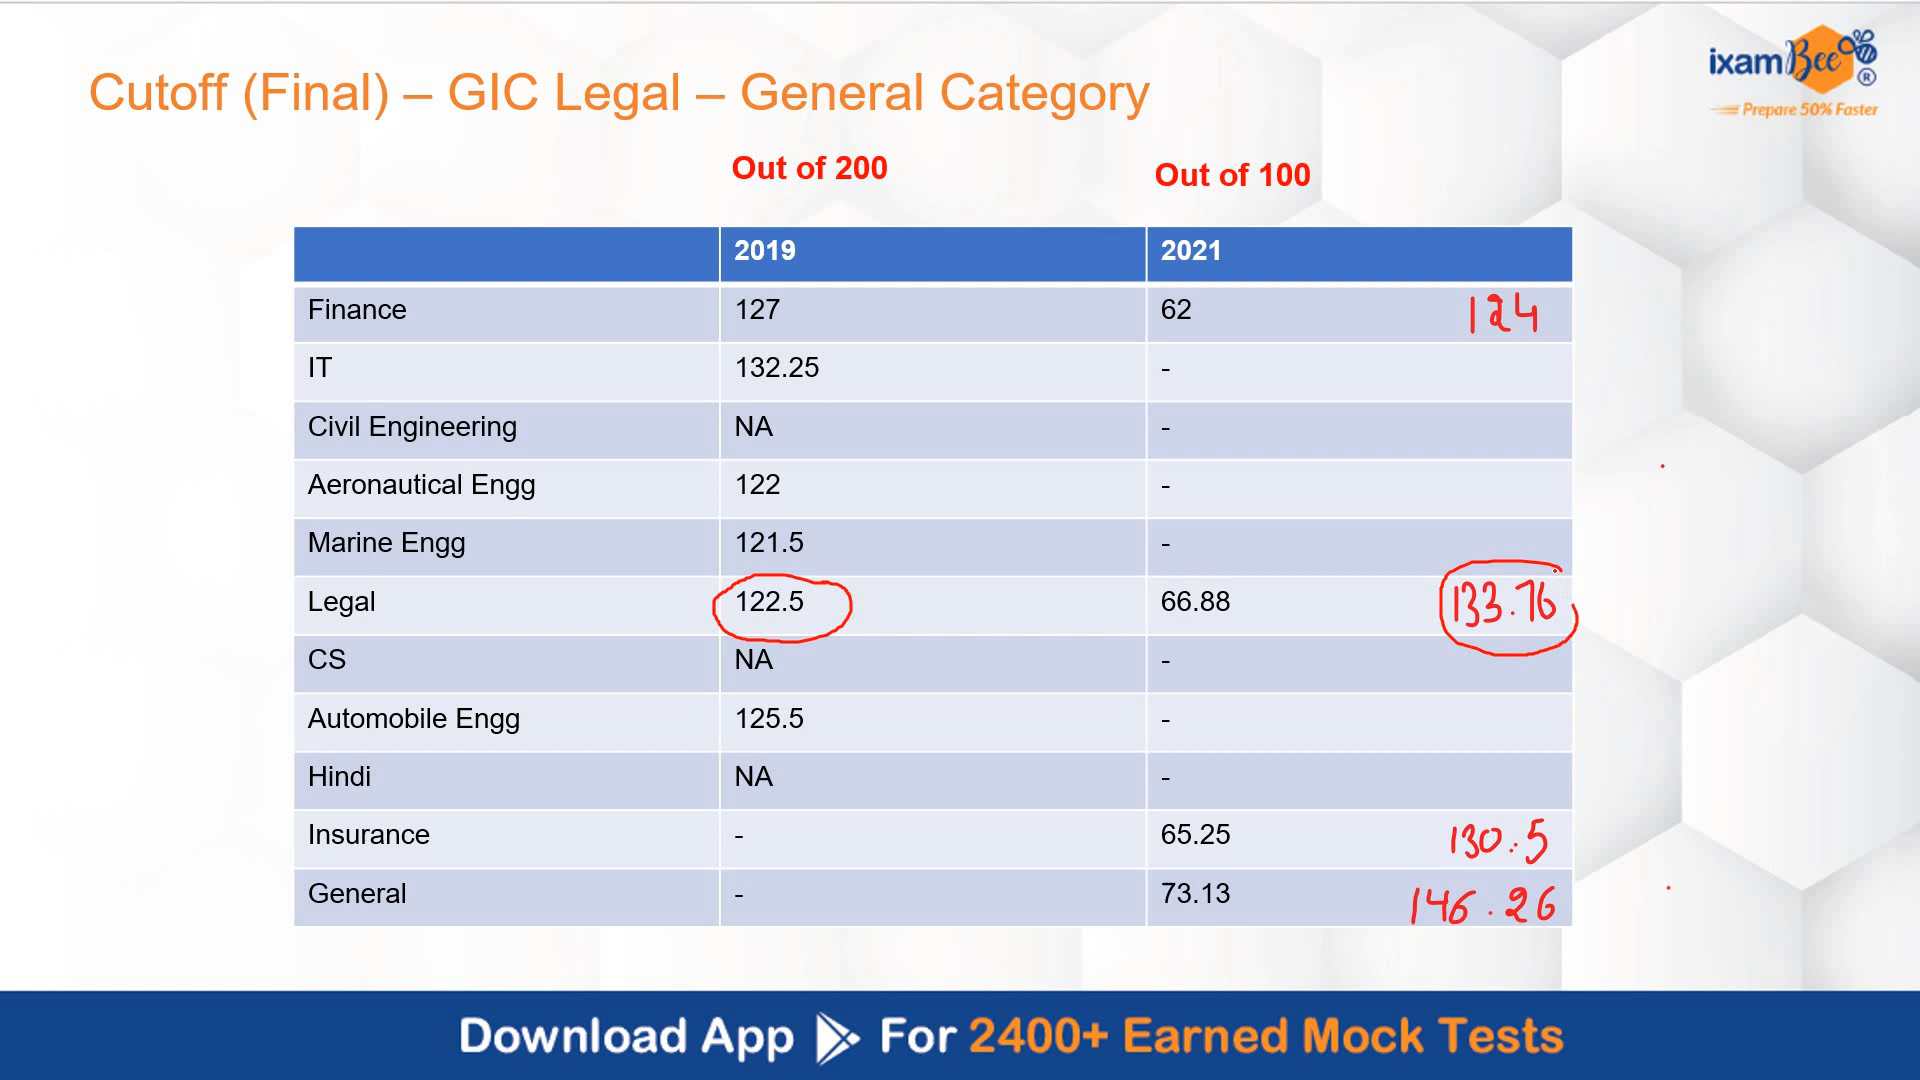 Cutoff (Final) – GIC Legal – General Category
ixamBee ®
Prepare 50% Faster
Out of 200 Out of 100
2019 2021
Finance 127 62 124
IT 132.25 -
Civil Engineering NA -
Aeronautical Engg 122 -
Marine Engg 121.5 -
Legal 122.5 66.88 133.76
CS NA -
Automobile Engg 125.5 -
Hindi NA -
Insurance - 65.25 130.5
General - 73.13 146.26
Download App For 2400+ Earned Mock Tests